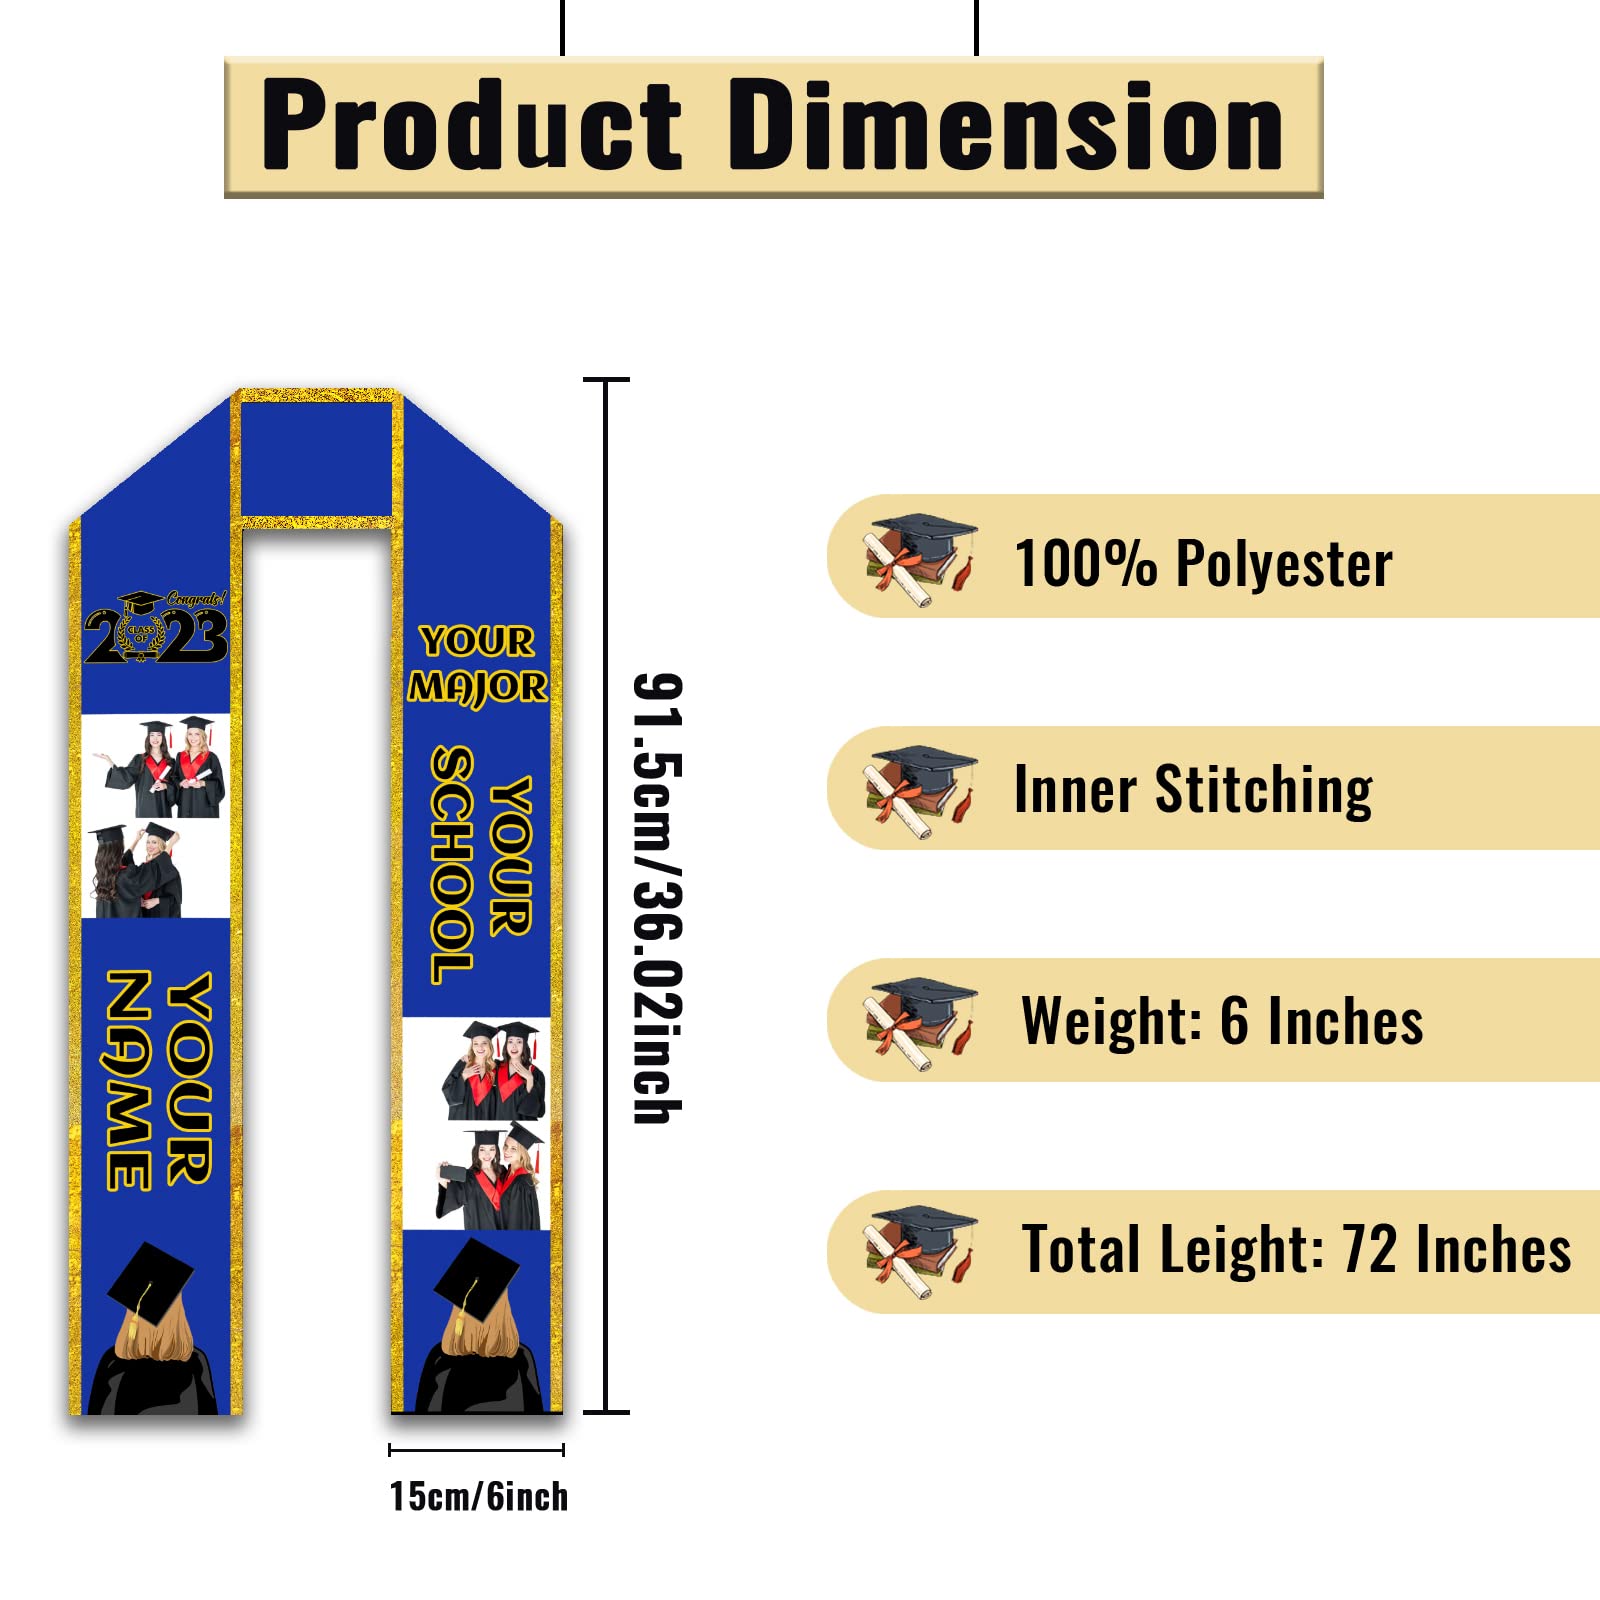 Product Dimension
Congrats!
2023
CLASS
OF
YOUR
NAME
YOUR
MAJOR
YOUR
SCHOOL
91.5cm/36.02inch
15cm/6inch
100% Polyester
Inner Stitching
Weight: 6 Inches
Total Leight: 72 Inches